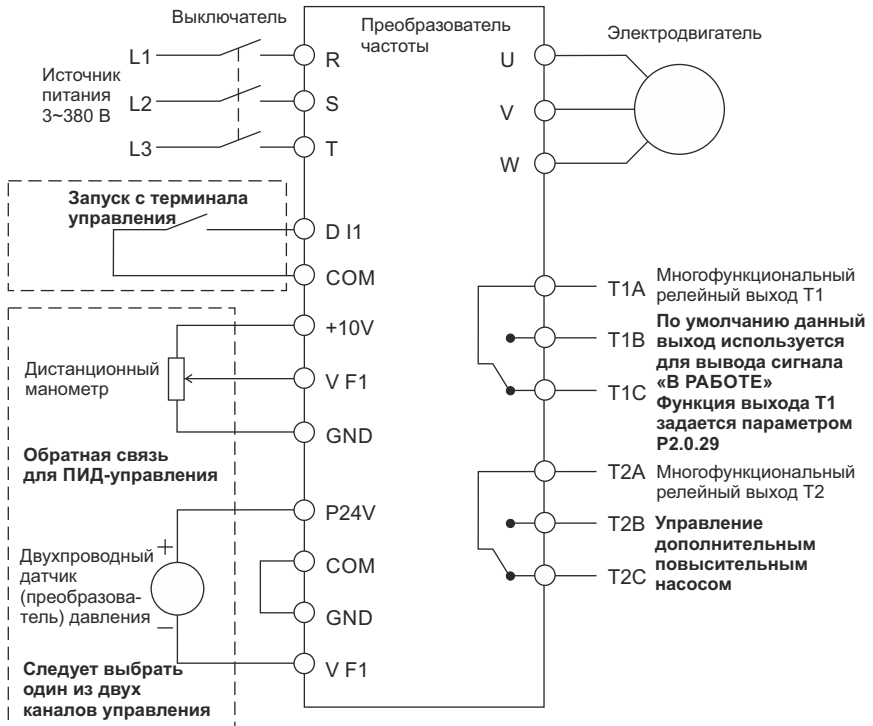 Выключатель
L1
L2
L3
Источник
питания
3~380 В
R
S
T
Преобразователь
частоты
U
V
W
Электродвигатель
Запуск с терминала
управления
D I1
COM
+10V
Дистанционный
манометр
V F1
GND
Обратная связь
для ПИД-управления
P24V
+
Двухпроводный
датчик
(преобразова-
тель) давления
–
COM
GND
V F1
Следует выбрать
один из двух
каналов управления
T1A
Многофункциональный
релейный выход T1
T1B
T1C
По умолчанию данный
выход используется
для вывода сигнала
«В РАБОТЕ»
Функция выхода T1
задается параметром
P2.0.29
T2A
Многофункциональный
релейный выход T2
T2B
T2C
Управление
дополнительным
повысительным
насосом